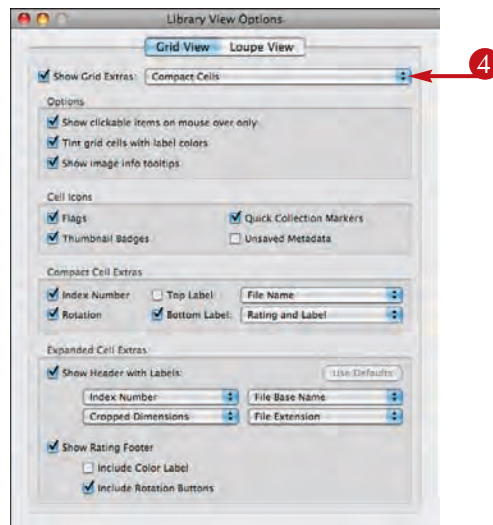 Library View Options
Grid View Loupe View
Show Grid Extras: Compact Cells
4
Options
Show clickable items on mouse over only
Tint grid cells with label colors
Show image info tooltips
Cell Icons
Flags Quick Collection Markers
Thumbnail Badges Unsaved Metadata
Compact Cell Extras
Index Number Top Label File Name
Rotation Bottom Label: Rating and Label
Expanded Cell Extras
Show Header with Labels: Use Defaults
Index Number File Base Name
Cropped Dimensions File Extension
Show Rating Footer
Include Color Label
Include Rotation Buttons